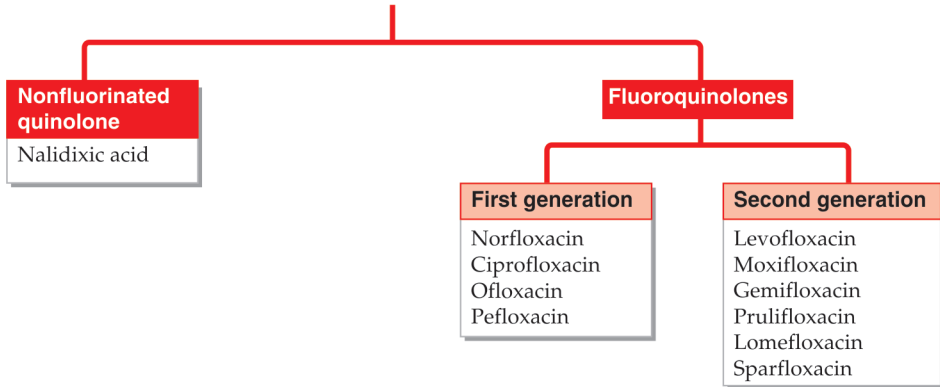 Nonfluorinated
quinolone
Nalidixic acid
Fluoroquinolones
First generation
Norfloxacin
Ciprofloxacin
Ofloxacin
Pefloxacin
Second generation
Levofloxacin
Moxifloxacin
Gemifloxacin
Prulifloxacin
Lomefloxacin
Sparfloxacin